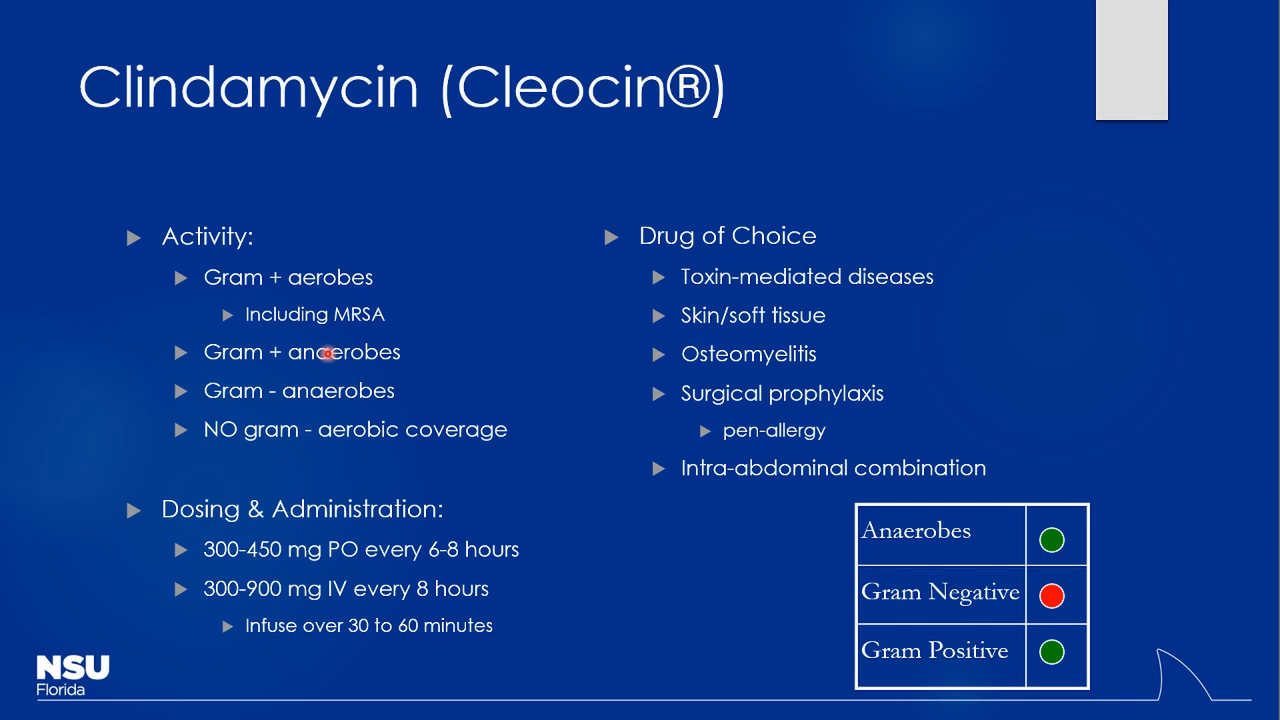 Clindamycin (Cleocin®)
Activity:
Gram + aerobes
Including MRSA
Gram + anaerobes
Gram - anaerobes
NO gram - aerobic coverage
Dosing & Administration:
300-450 mg PO every 6-8 hours
300-900 mg IV every 8 hours
Infuse over 30 to 60 minutes
Drug of Choice
Toxin-mediated diseases
Skin/soft tissue
Osteomyelitis
Surgical prophylaxis
pen-allergy
Intra-abdominal combination
Anaerobes
Gram Negative
Gram Positive
NSU
Florida